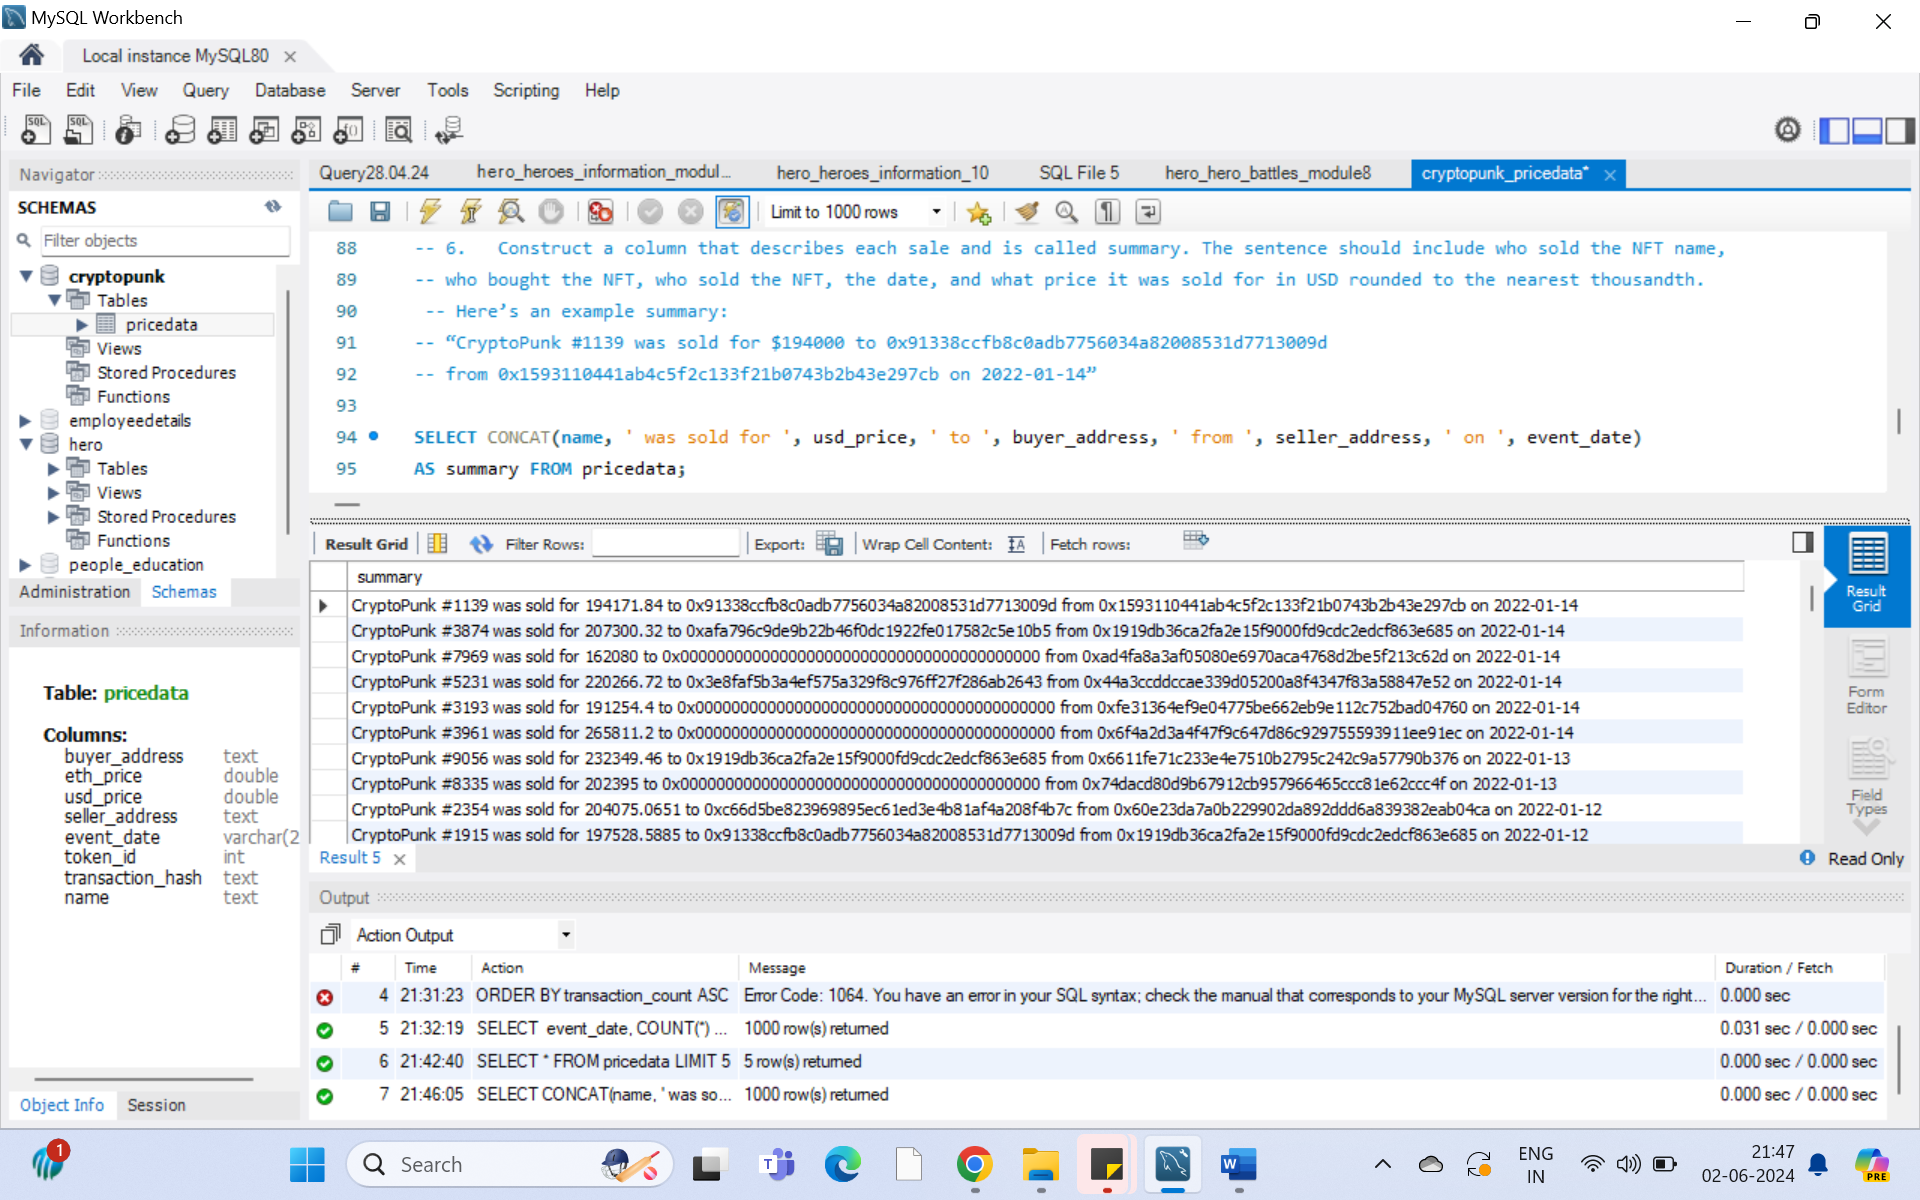 MySQL Workbench
Local instance MySQL80
File Edit View Query Database Server Tools Scripting Help
Navigator
SCHEMAS
Filter objects
cryptopunk
Tables
pricedata
Views
Stored Procedures
Functions
employeedetails
hero
Tables
Views
Stored Procedures
Functions
people_education
Administration Schemas
Information
Table: pricedata
Columns:
buyer_address text
eth_price double
usd_price double
seller_address text
event_date varchar(2
token_id int
transaction_hash text
name text
Object Info Session
Query28.04.24 hero_heroes_information_modul... hero_heroes_information_10 SQL File 5 hero_hero_battles_module8 cryptopunk_pricedata*
Limit to 1000 rows
88 -- 6. Construct a column that describes each sale and is called summary. The sentence should include who sold the NFT name,
89 -- who bought the NFT, who sold the NFT, the date, and what price it was sold for in USD rounded to the nearest thousandth.
90 -- Here’s an example summary:
91 -- “CryptoPunk #1139 was sold for $194000 to 0x91338ccfb8c0adb7756034a82008531d7713009d
92 -- from 0x1593110441ab4c5f2c133f21b0743b2b43e297cb on 2022-01-14”
93
94 SELECT CONCAT(name, ' was sold for ', usd_price, ' to ', buyer_address, ' from ', seller_address, ' on ', event_date)
95 AS summary FROM pricedata;
Result Grid Filter Rows: Export: Wrap Cell Content: Fetch rows:
summary
CryptoPunk #1139 was sold for 194171.84 to 0x91338ccfb8c0adb7756034a82008531d7713009d from 0x1593110441ab4c5f2c133f21b0743b2b43e297cb on 2022-01-14
CryptoPunk #3874 was sold for 207300.32 to 0xafa796c9de9b22b46f0dc1922fe017582c5e10b5 from 0x1919db36ca2fa2e15f9000fd9cdc2edcf863e685 on 2022-01-14
CryptoPunk #7969 was sold for 162080 to 0x0000000000000000000000000000000000000000 from 0xad4fa8a3af05080e6970aca4768d2be5f213c62d on 2022-01-14
CryptoPunk #5231 was sold for 220266.72 to 0x3e8faf5b3a4ef575a329f8c976ff27f286ab2643 from 0x44a3ccddccae339d05200a8f4347f83a58847e52 on 2022-01-14
CryptoPunk #3193 was sold for 191254.4 to 0x0000000000000000000000000000000000000000 from 0xfe31364ef9e04775be662eb9e112c752bad04760 on 2022-01-14
CryptoPunk #3961 was sold for 265811.2 to 0x0000000000000000000000000000000000000000 from 0x6f4a2d3a4f47f9c647d86c929755593911ee91ec on 2022-01-14
CryptoPunk #9056 was sold for 232349.46 to 0x1919db36ca2fa2e15f9000fd9cdc2edcf863e685 from 0x6611fe71c233e4e7510b2795c242c9a57790b376 on 2022-01-13
CryptoPunk #8335 was sold for 202395 to 0x0000000000000000000000000000000000000000 from 0x74dacd80d9b67912cb957966465ccc81e62ccc4f on 2022-01-13
CryptoPunk #2354 was sold for 204075.0651 to 0xc66d5be823969895ec61ed3e4b81af4a208f4b7c from 0x60e23da7a0b229902da892ddd6a839382eab04ca on 2022-01-12
CryptoPunk #1915 was sold for 197528.5885 to 0x91338ccfb8c0adb7756034a82008531d7713009d from 0x1919db36ca2fa2e15f9000fd9cdc2edcf863e685 on 2022-01-12
Result Grid
Form Editor
Field Types
Result 5 Read Only
Output
Action Output
# Time Action Message Duration / Fetch
4 21:31:23 ORDER BY transaction_count ASC Error Code: 1064. You have an error in your SQL syntax; check the manual that corresponds to your MySQL server version for the right... 0.000 sec
5 21:32:19 SELECT event_date, COUNT(*) ... 1000 row(s) returned 0.031 sec / 0.000 sec
6 21:42:40 SELECT * FROM pricedata LIMIT 5 5 row(s) returned 0.000 sec / 0.000 sec
7 21:46:05 SELECT CONCAT(name, ' was so... 1000 row(s) returned 0.000 sec / 0.000 sec
1 Search ENG IN 21:47 02-06-2024 PRE